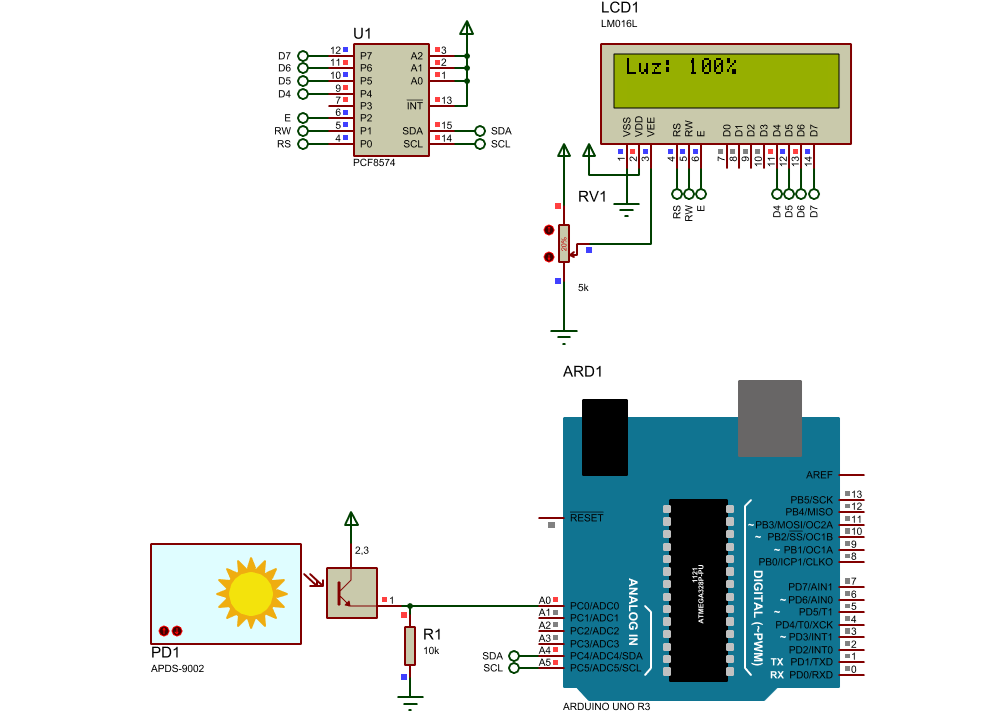 U1
D7 12 P7 A2 3
D6 11 P6 A1 2
D5 10 P5 A0 1
D4 9 P4
7 P3 INT 13
E 6 P2
RW 5 P1 SDA 15 SDA
RS 4 P0 SCL 14 SCL
PCF8574
LCD1
LM016L
Luz: 100%
VSS VDD VEE RS RW E D0 D1 D2 D3 D4 D5 D6 D7
1 2 3 4 5 6 7 8 9 10 11 12 13 14
RS RW E D4 D5 D6 D7
RV1
20%
5k
ARD1
AREF
RESET
PB5/SCK 13
PB4/MISO 12
~PB3/MOSI/OC2A 11
~ PB2/SS/OC1B 10
~ PB1/OC1A 9
PB0/ICP1/CLKO 8
PD7/AIN1 7
~ PD6/AIN0 6
~ PD5/T1 5
PD4/T0/XCK 4
~ PD3/INT1 3
PD2/INT0 2
TX PD1/TXD 1
RX PD0/RXD 0
DIGITAL (~PWM)
1121
ATMEGA328P-PU
ANALOG IN
A0 PC0/ADC0
A1 PC1/ADC1
A2 PC2/ADC2
A3 PC3/ADC3
SDA A4 PC4/ADC4/SDA
SCL A5 PC5/ADC5/SCL
ARDUINO UNO R3
2,3
1
R1
10k
PD1
APDS-9002